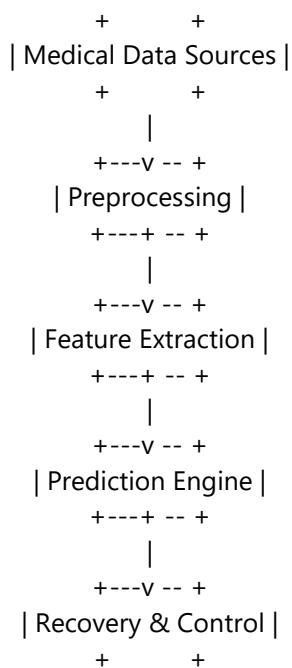 + +
| Medical Data Sources |
+ +
|
+---v -- +
| Preprocessing |
+---+ -- +
|
+---v -- +
| Feature Extraction |
+---+ -- +
|
+---v -- +
| Prediction Engine |
+---+ -- +
|
+---v -- +
| Recovery & Control |
+ +